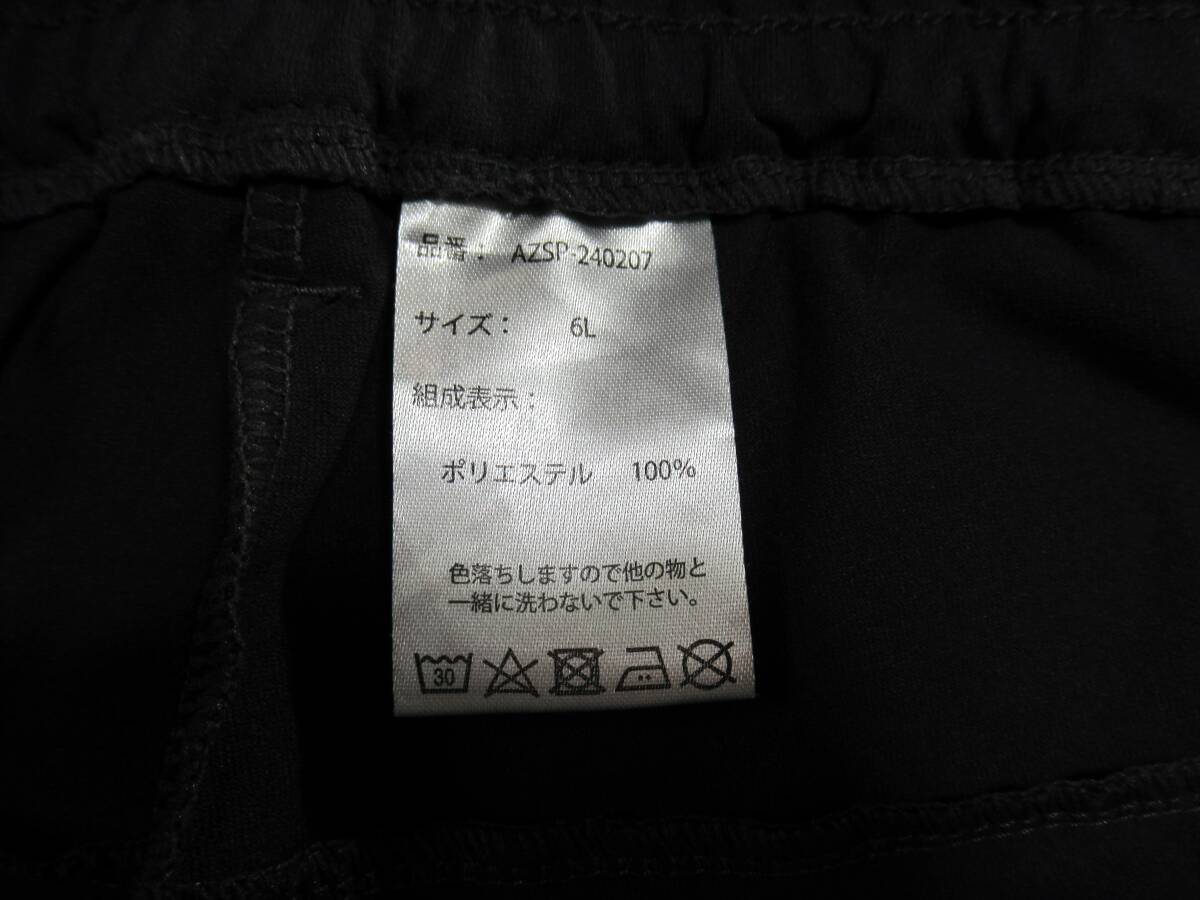 品番： AZSP-240207
サイズ： 6L
組成表示：
ポリエステル 100%
色落ちしますので他の物と
一緒に洗わないで下さい。
30